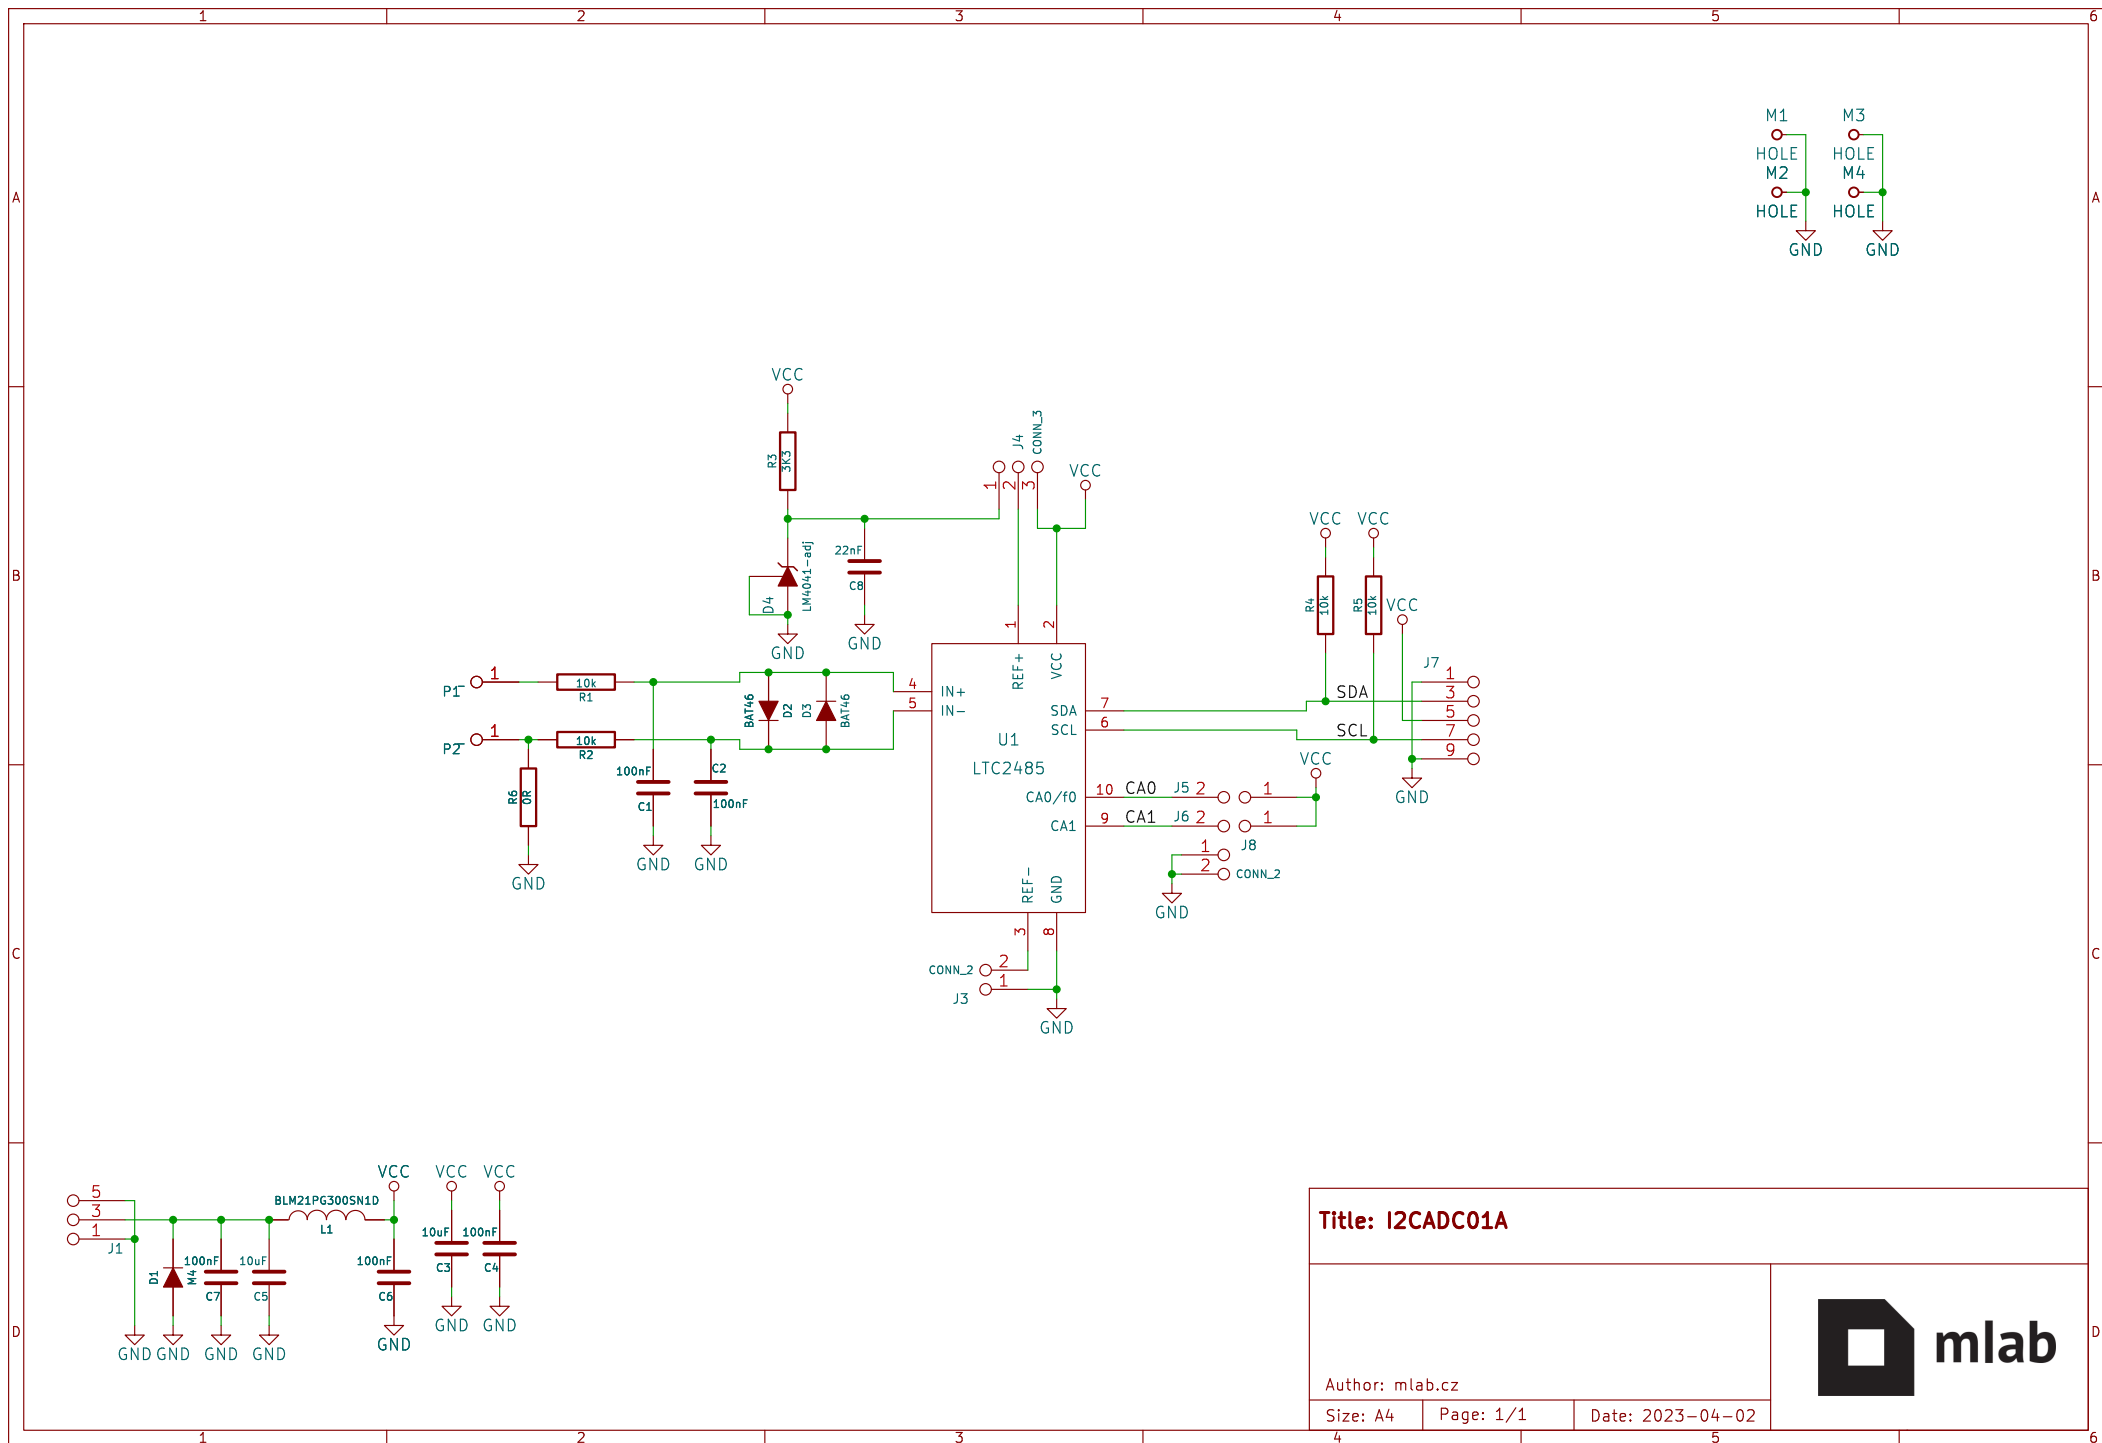 1 2 3 4 5 6
A
B
C
D
A
B
C
D
1 2 3 4 5 6
M1
HOLE
M2
HOLE
GND
M3
HOLE
M4
HOLE
GND
VCC
R3
3K3
D4
LM4041-adj
GND
22nF
C8
GND
J4
CONN_3
1
2
3
VCC
P1
1
10k
R1
P2
1
10k
R2
R6
0R
GND
100nF
C1
GND
C2
100nF
GND
BAT46
D2
D3
BAT46
4
5
IN+
IN-
1
2
REF+
VCC
U1
LTC2485
SDA
SCL
CA0/f0
CA1
REF-
GND
7
6
10
9
3
8
CONN_2
2
1
J3
GND
VCC
VCC
R4
10k
R5
10k
VCC
SDA
SCL
J7
1
3
5
7
9
GND
VCC
CA0
J5
2
1
CA1
J6
2
1
J8
1
2
CONN_2
GND
5
3
1
J1
GND
D1
M4
GND
100nF
C7
GND
10uF
C5
GND
BLM21PG300SN1D
L1
VCC
100nF
C6
GND
VCC
10uF
C3
GND
VCC
100nF
C4
GND
Title: I2CADC01A
Author: mlab.cz
Size: A4
Page: 1/1
Date: 2023-04-02
mlab